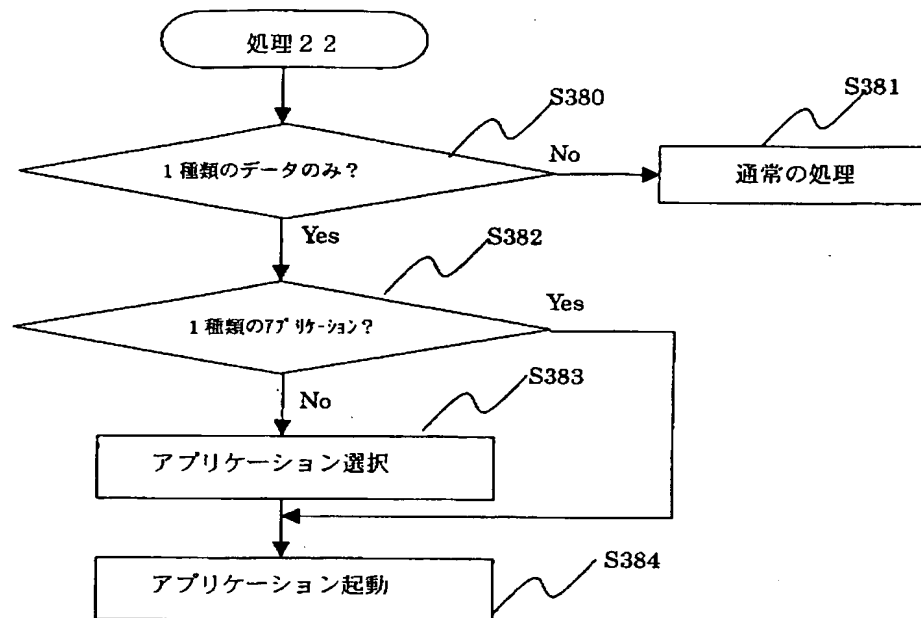 処理２２
S380
S381
１種類のデータのみ？
No
通常の処理
Yes
S382
１種類のｱﾌﾟﾘｹｰｼｮﾝ？
Yes
No
S383
アプリケーション選択
アプリケーション起動
S384